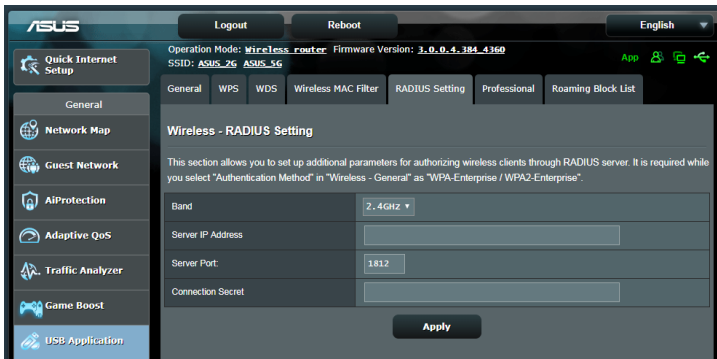 ASUS
Logout
Reboot
English
Quick Internet
Setup
Operation Mode: Wireless router Firmware Version: 3.0.0.4.384_4360
SSID: ASUS_2G ASUS_5G
App
General
WPS
WDS
Wireless MAC Filter
RADIUS Setting
Professional
Roaming Block List
General
Network Map
Guest Network
AiProtection
Adaptive QoS
Traffic Analyzer
Game Boost
USB Application
Wireless - RADIUS Setting
This section allows you to set up additional parameters for authorizing wireless clients through RADIUS server. It is required while
you select "Authentication Method" in "Wireless - General" as "WPA-Enterprise / WPA2-Enterprise".
Band
2.4GHz
Server IP Address
Server Port:
1812
Connection Secret
Apply